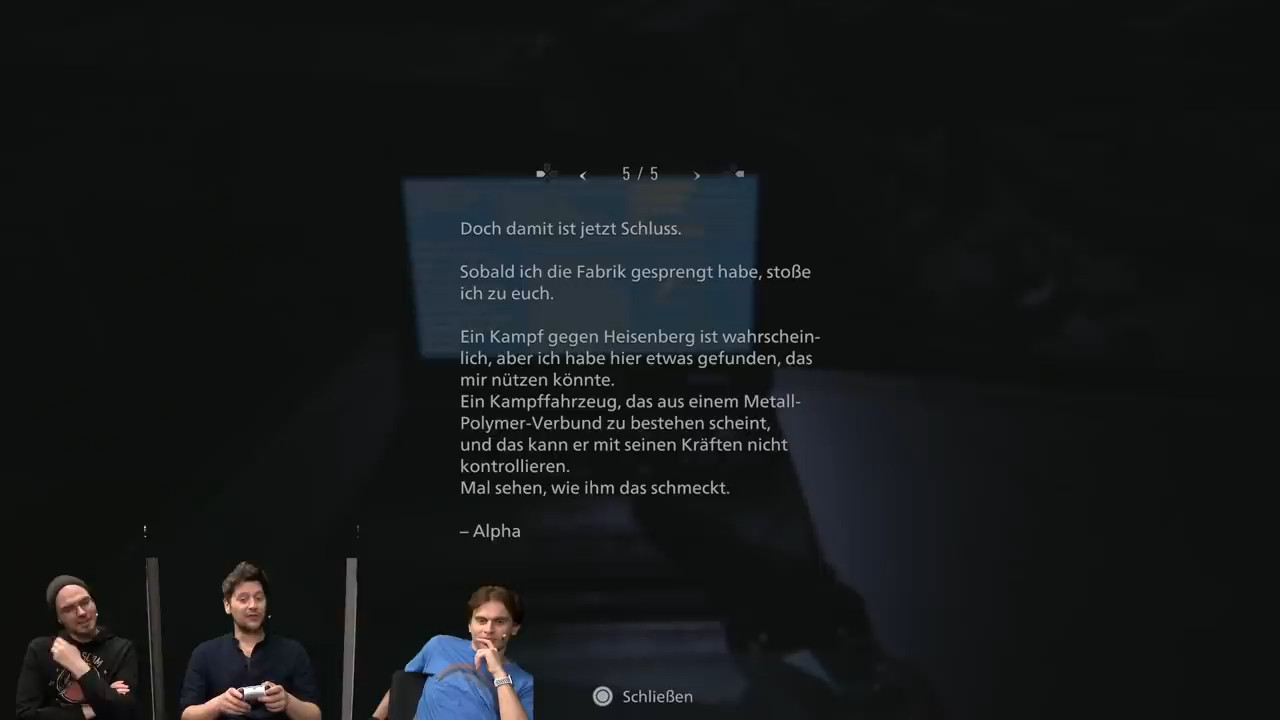 5 / 5
Doch damit ist jetzt Schluss.
Sobald ich die Fabrik gesprengt habe, stoße
ich zu euch.
Ein Kampf gegen Heisenberg ist wahrschein-
lich, aber ich habe hier etwas gefunden, das
mir nützen könnte.
Ein Kampffahrzeug, das aus einem Metall-
Polymer-Verbund zu bestehen scheint,
und das kann er mit seinen Kräften nicht
kontrollieren.
Mal sehen, wie ihm das schmeckt.
– Alpha
Schließen